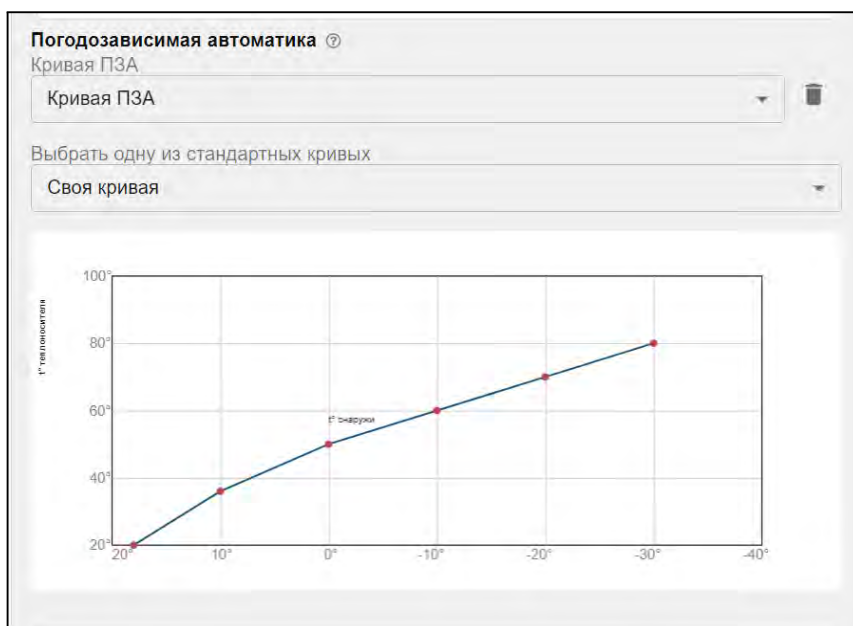 Погодозависимая автоматика ?
Кривая ПЗА
Кривая ПЗА
Выбрать одну из стандартных кривых
Своя кривая
t° теплоносителя
100°
80°
60°
40°
20°
t° снаружи
20° 10° 0° -10° -20° -30° -40°